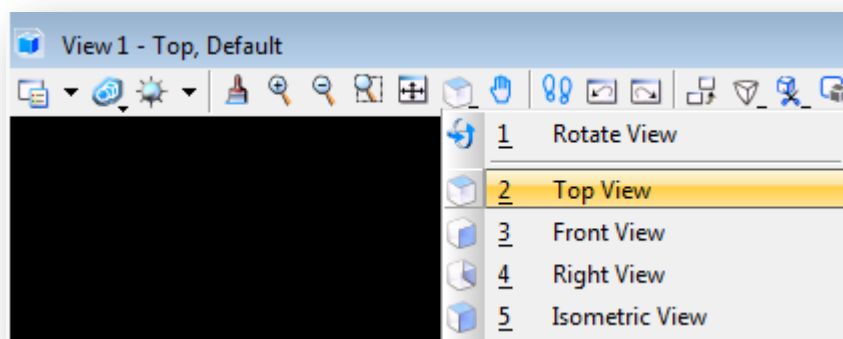 View 1 - Top, Default
1 Rotate View
2 Top View
3 Front View
4 Right View
5 Isometric View